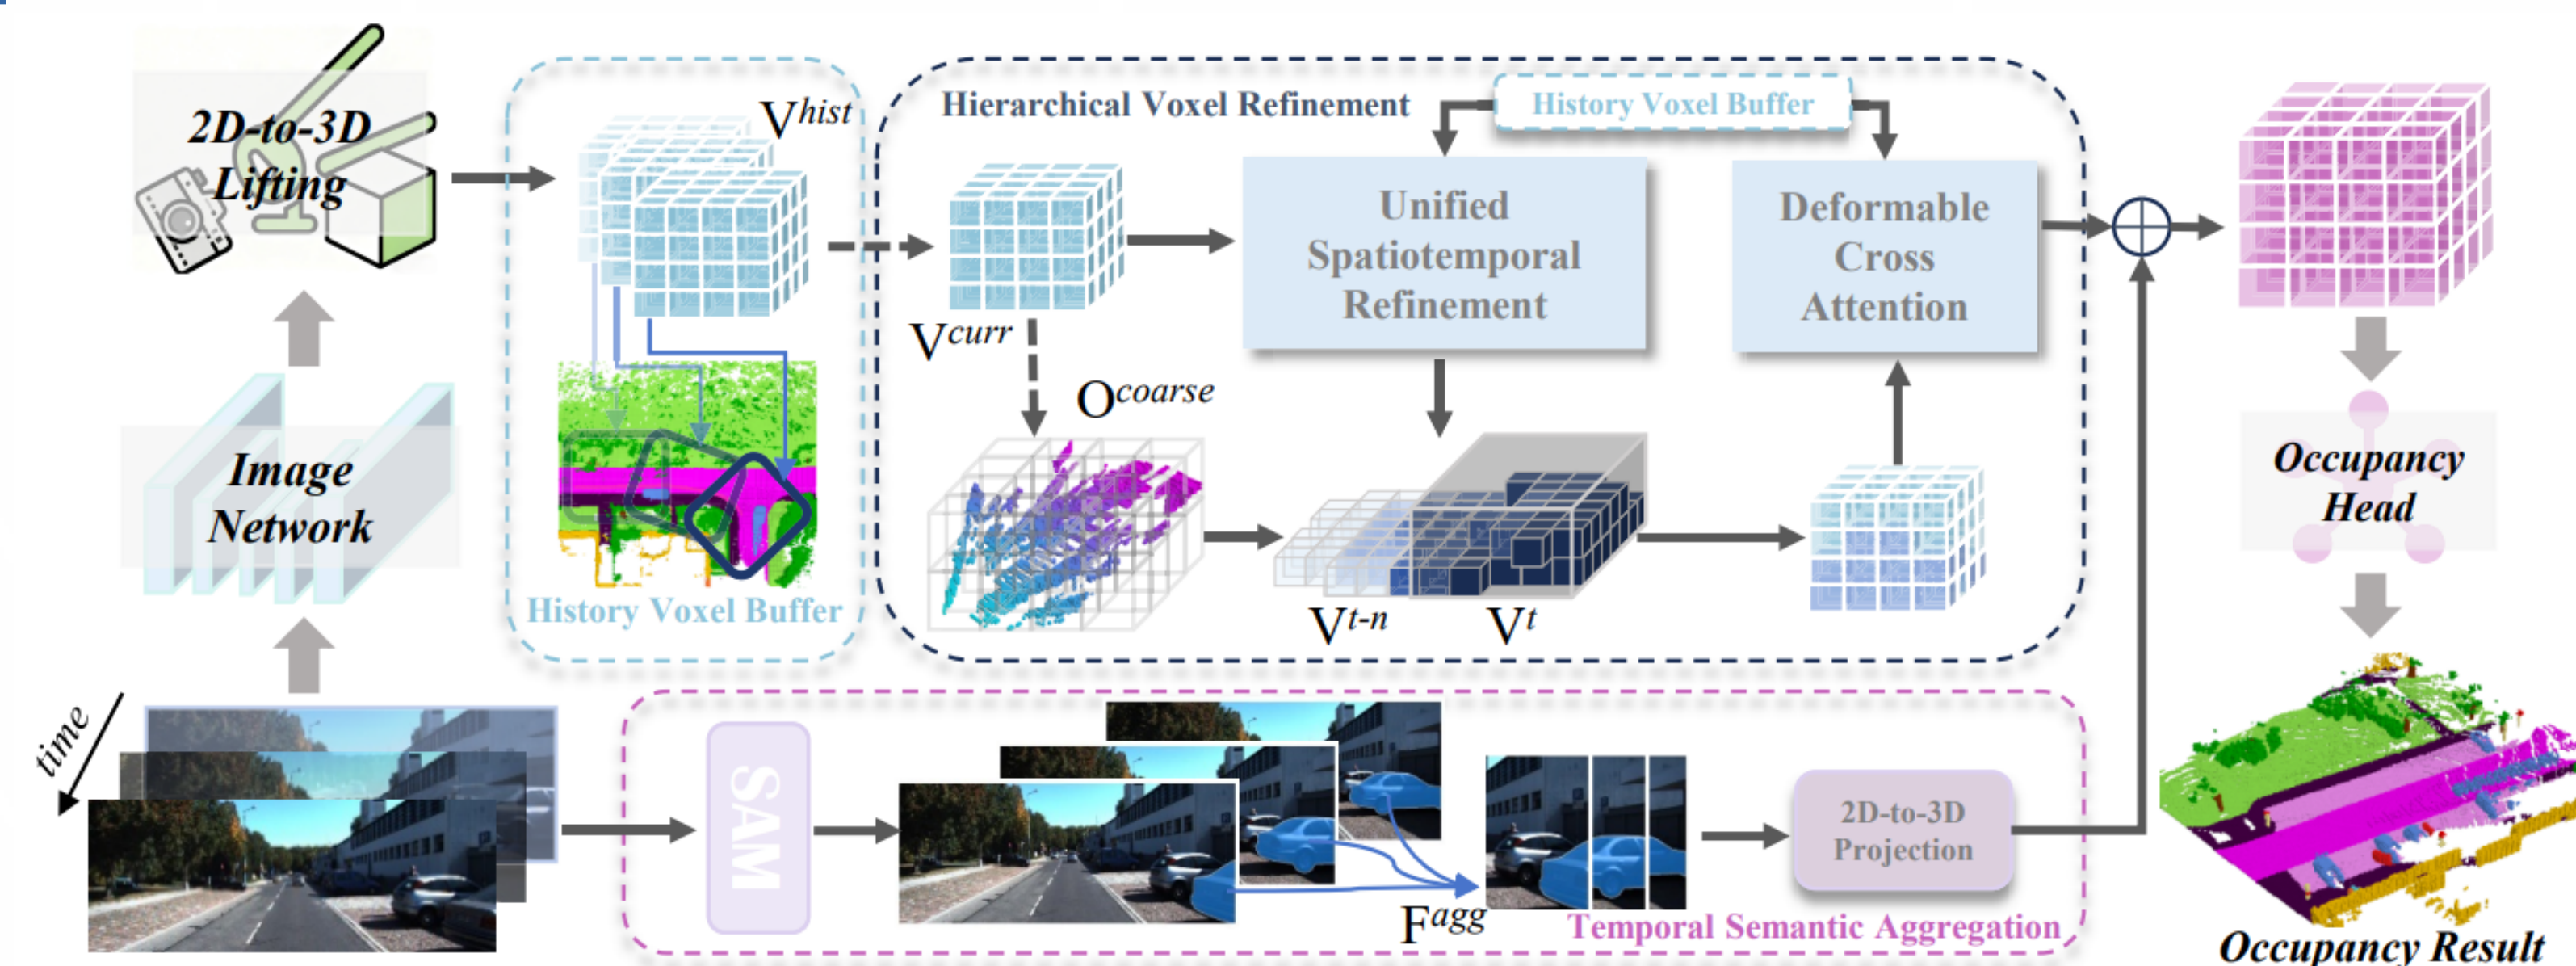 2D-to-3D
Lifting
Image
Network
time
V^hist
History Voxel Buffer
Hierarchical Voxel Refinement
History Voxel Buffer
V^curr
Unified
Spatiotemporal
Refinement
Deformable
Cross
Attention
O^coarse
V^t-n
V^t
SAM
F^agg
2D-to-3D
Projection
Temporal Semantic Aggregation
Occupancy
Head
Occupancy Result